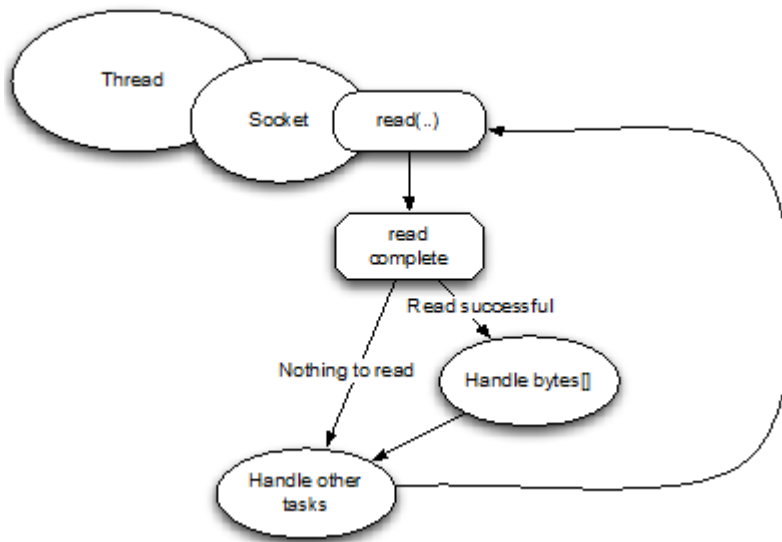 Thread
Socket
read(..)
read
complete
Read successful
Nothing to read
Handle bytes[]
Handle other
tasks